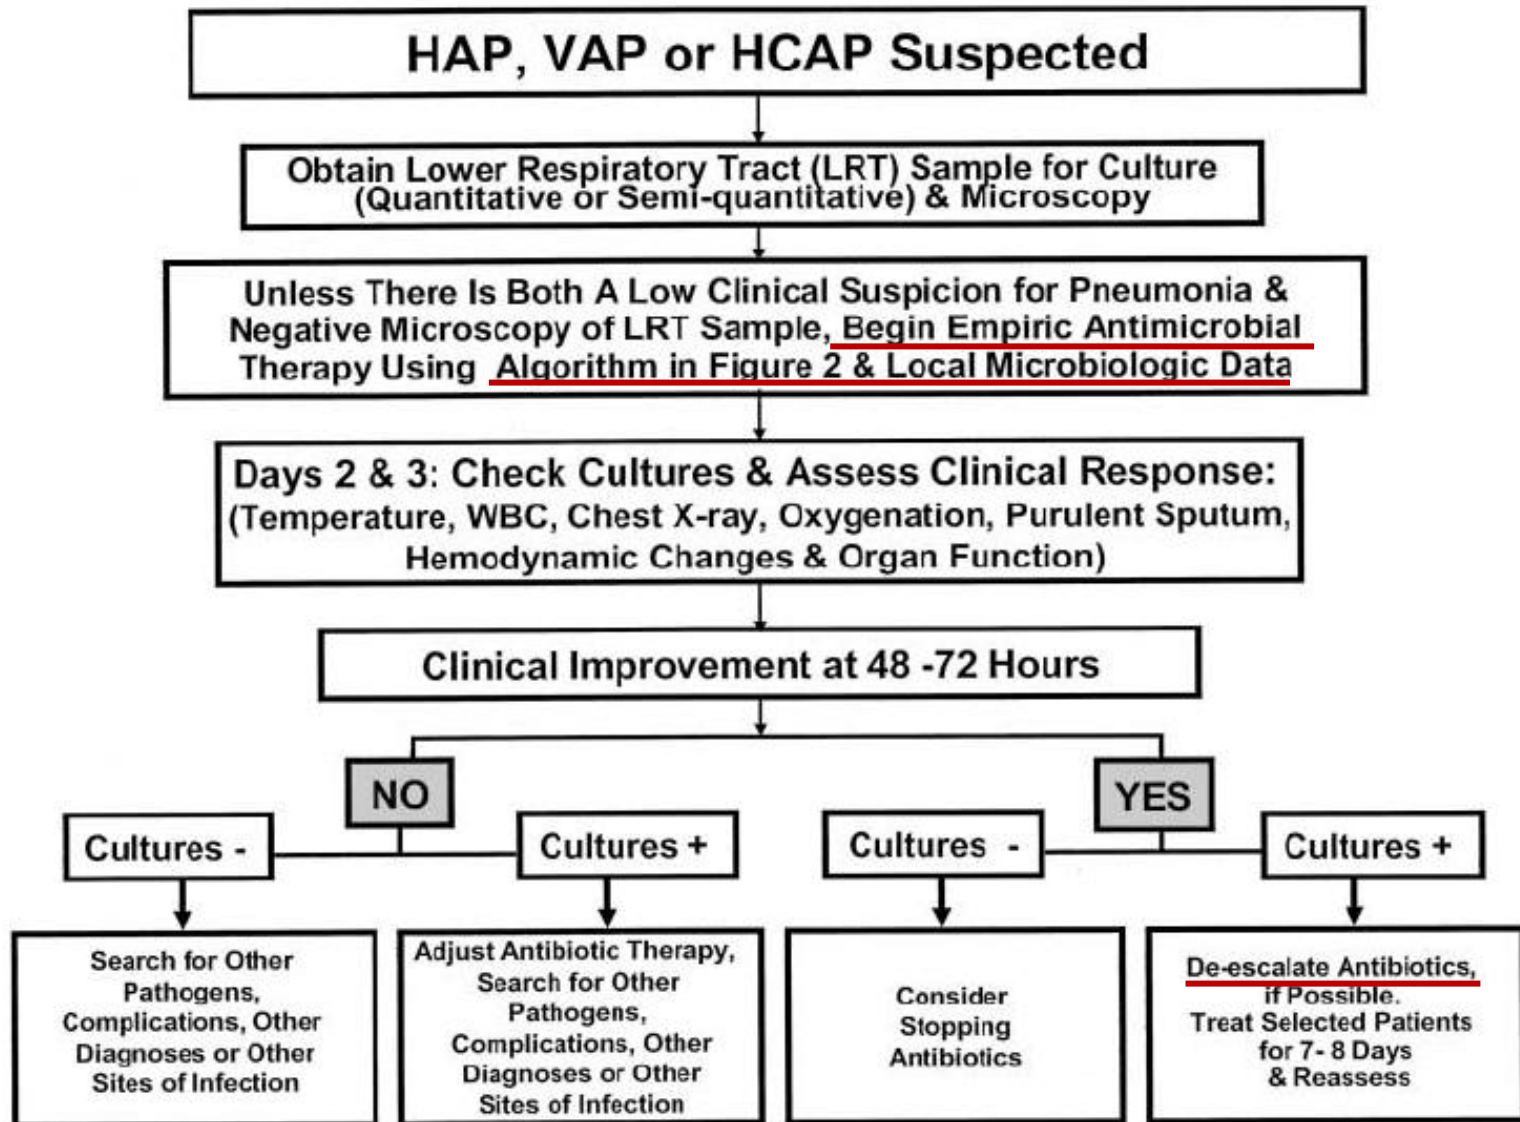 HAP, VAP or HCAP Suspected
Obtain Lower Respiratory Tract (LRT) Sample for Culture
(Quantitative or Semi-quantitative) & Microscopy
Unless There Is Both A Low Clinical Suspicion for Pneumonia &
Negative Microscopy of LRT Sample, Begin Empiric Antimicrobial
Therapy Using Algorithm in Figure 2 & Local Microbiologic Data
Days 2 & 3: Check Cultures & Assess Clinical Response:
(Temperature, WBC, Chest X-ray, Oxygenation, Purulent Sputum,
Hemodynamic Changes & Organ Function)
Clinical Improvement at 48 -72 Hours
NO
YES
Cultures -
Cultures +
Cultures -
Cultures +
Search for Other
Pathogens,
Complications, Other
Diagnoses or Other
Sites of Infection
Adjust Antibiotic Therapy,
Search for Other
Pathogens,
Complications, Other
Diagnoses or Other
Sites of Infection
Consider
Stopping
Antibiotics
De-escalate Antibiotics,
if Possible.
Treat Selected Patients
for 7- 8 Days
& Reassess